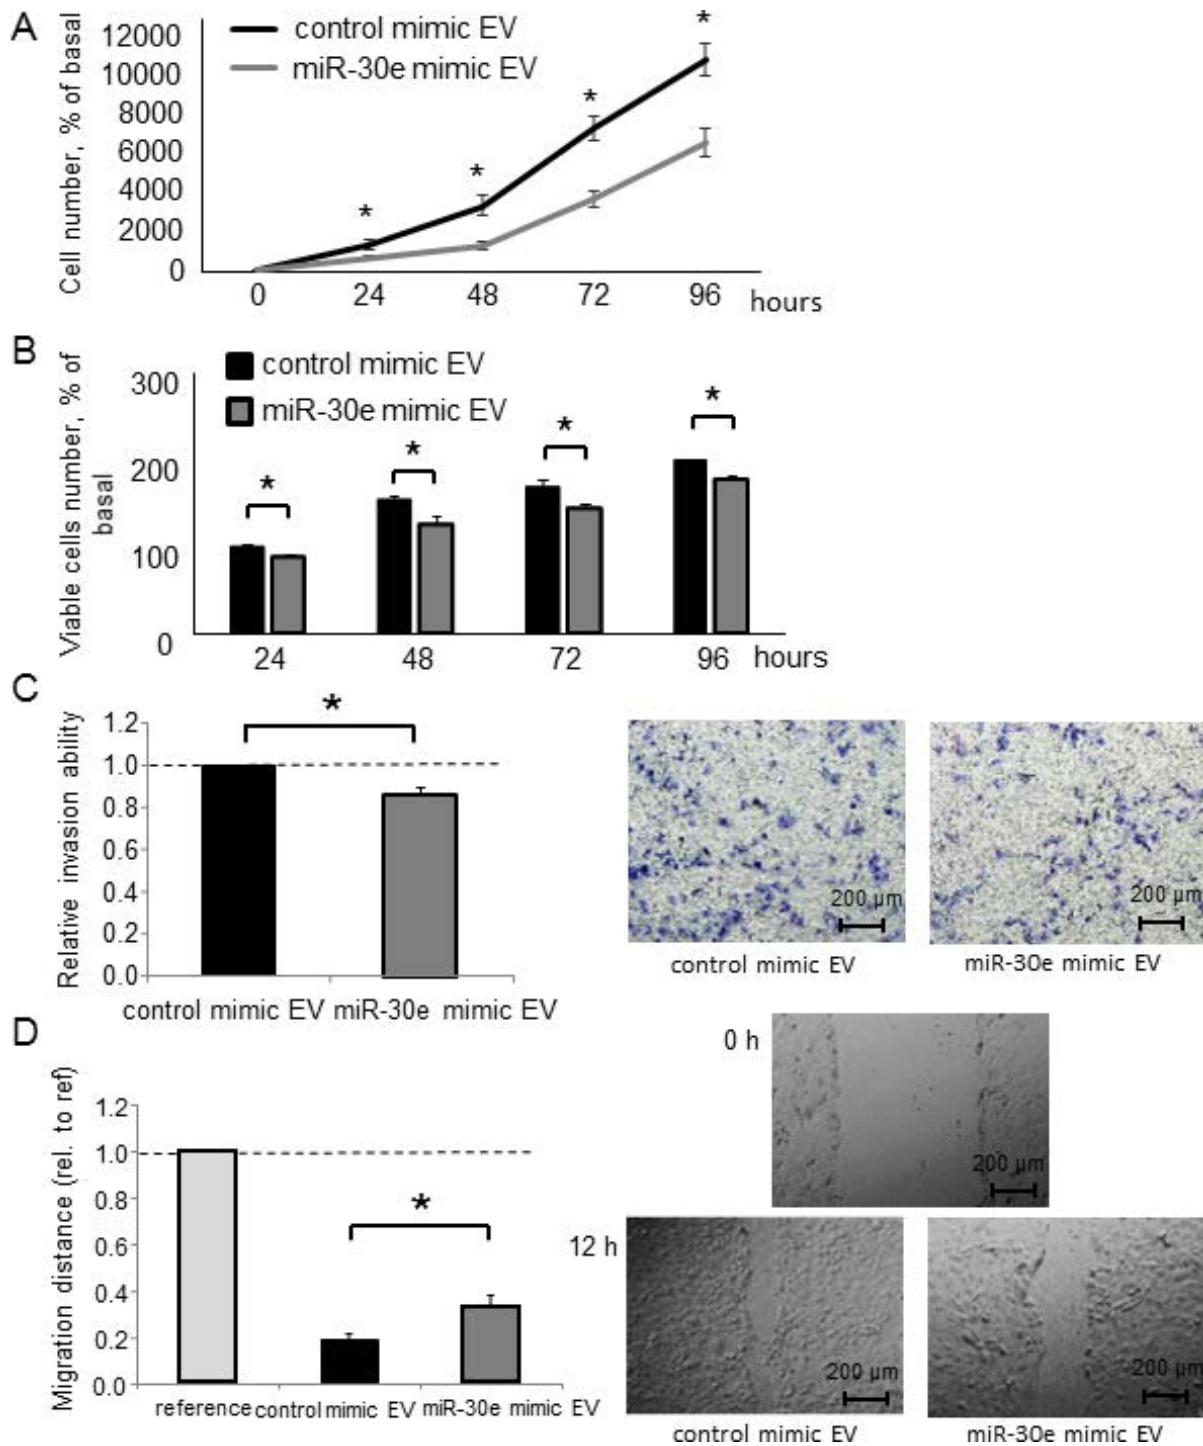 A
Cell number, % of basal
12000
10000
8000
6000
4000
2000
0
control mimic EV
miR-30e mimic EV
*
*
*
*
0 24 48 72 96 hours
B
Viable cells number, % of
basal
300
200
100
0
control mimic EV
miR-30e mimic EV
* * * *
24 48 72 96 hours
C
Relative invasion ability
1.2
1.0
0.8
0.6
0.4
0.2
0.0
*
control mimic EV miR-30e mimic EV
200 µm
200 µm
control mimic EV
miR-30e mimic EV
D
Migration distance (rel. to ref)
1.2
1.0
0.8
0.6
0.4
0.2
0.0
*
reference control mimic EV miR-30e mimic EV
0 h
200 µm
12 h
200 µm
200 µm
control mimic EV
miR-30e mimic EV